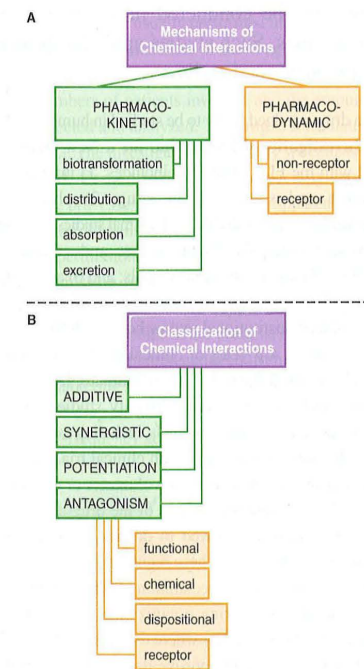 A
Mechanisms of
Chemical Interactions
PHARMACO-
KINETIC
biotransformation
distribution
absorption
excretion
PHARMACO-
DYNAMIC
non-receptor
receptor
B
Classification of
Chemical Interactions
ADDITIVE
SYNERGISTIC
POTENTIATION
ANTAGONISM
functional
chemical
dispositional
receptor